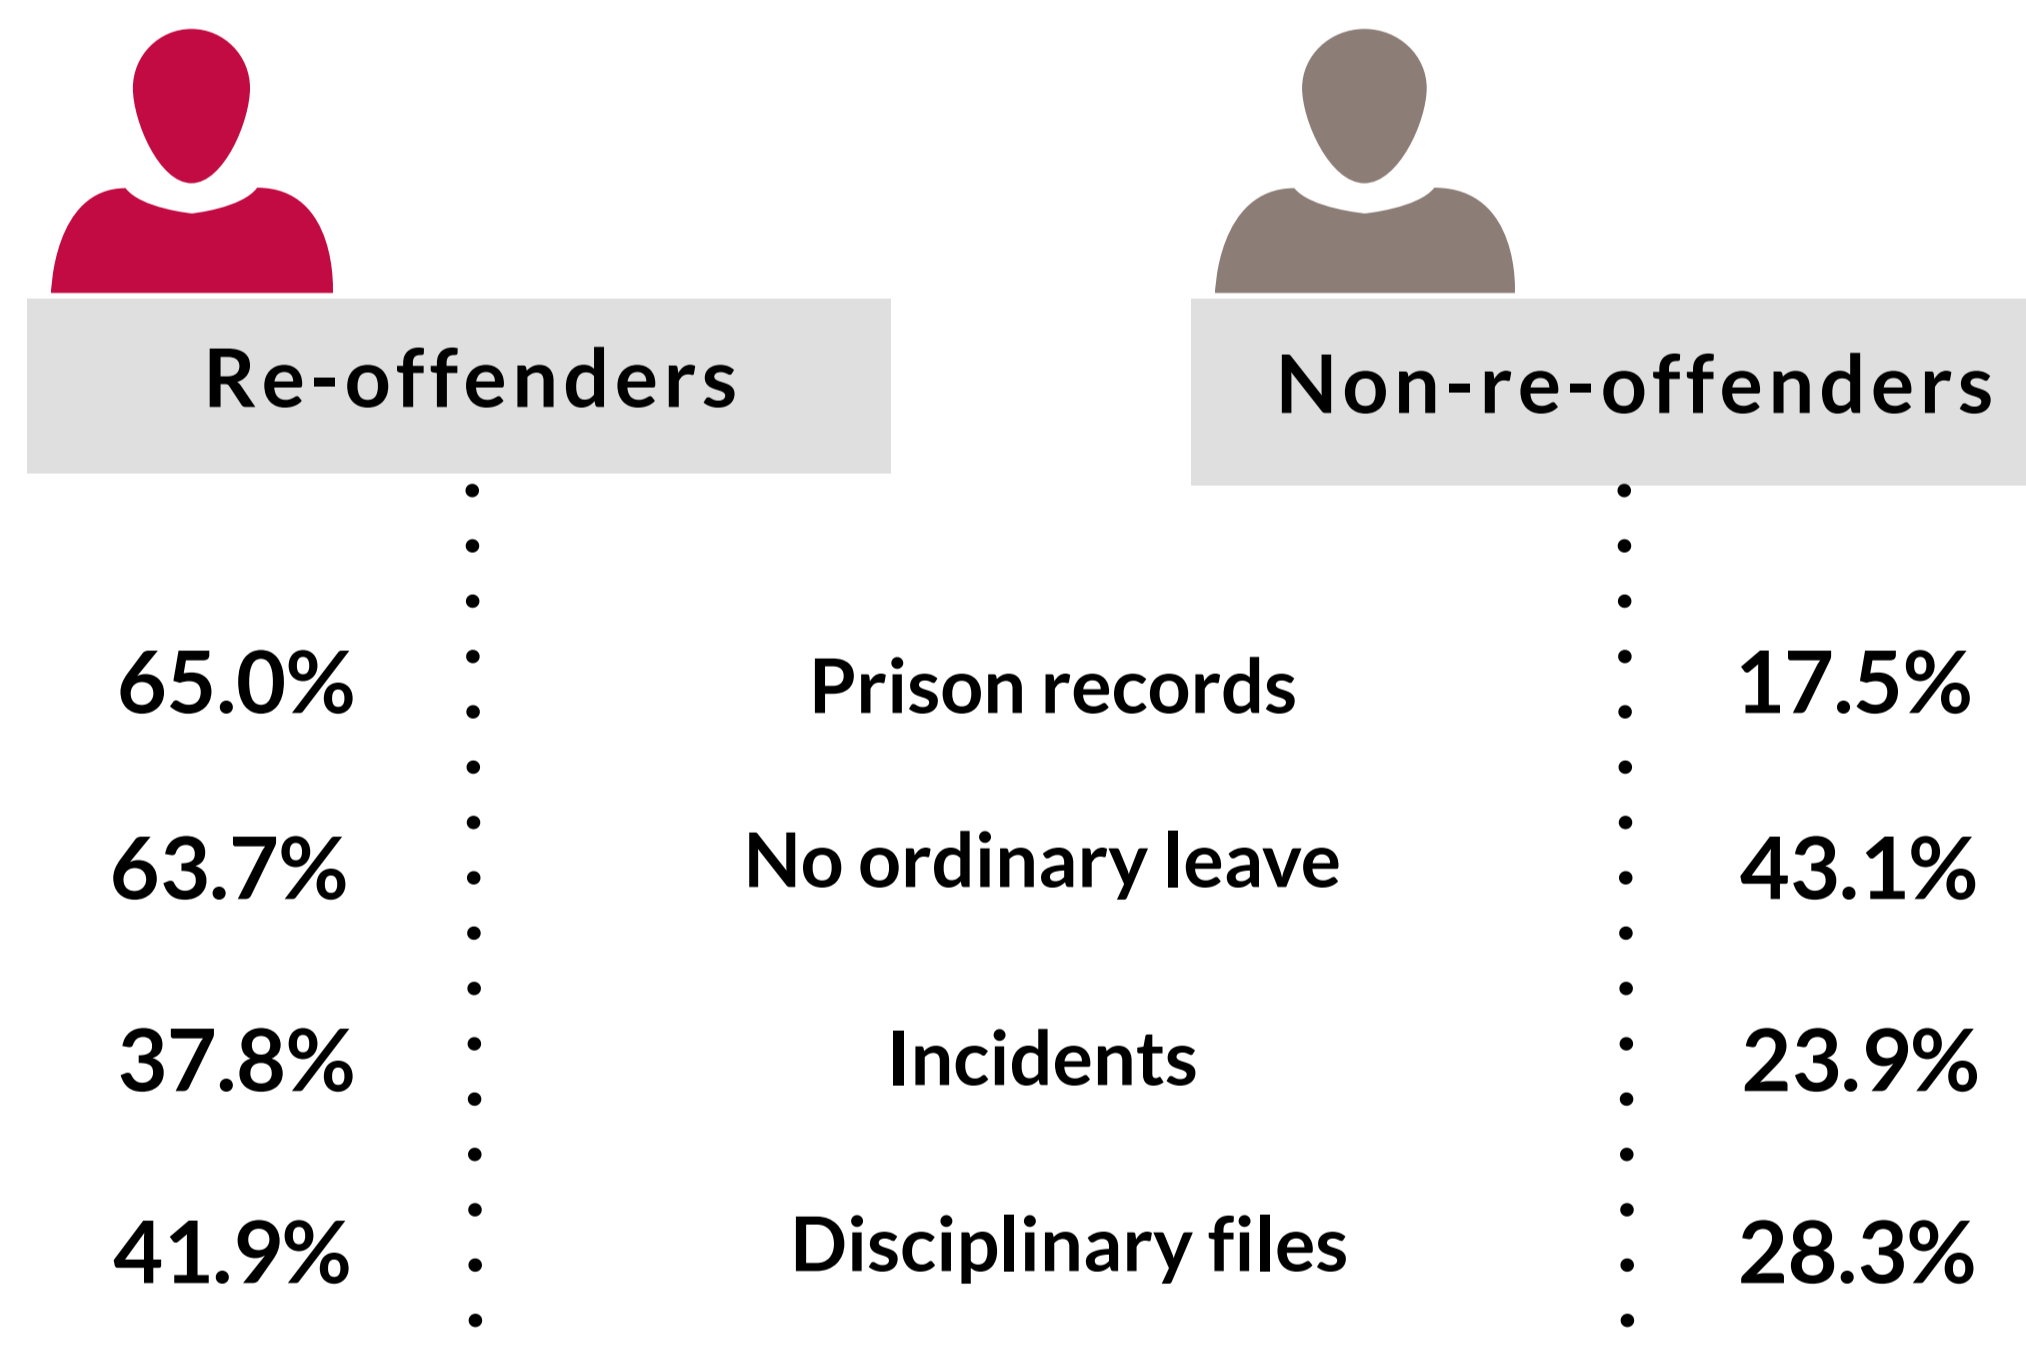 Re-offenders
Non-re-offenders
65.0% Prison records 17.5%
63.7% No ordinary leave 43.1%
37.8% Incidents 23.9%
41.9% Disciplinary files 28.3%